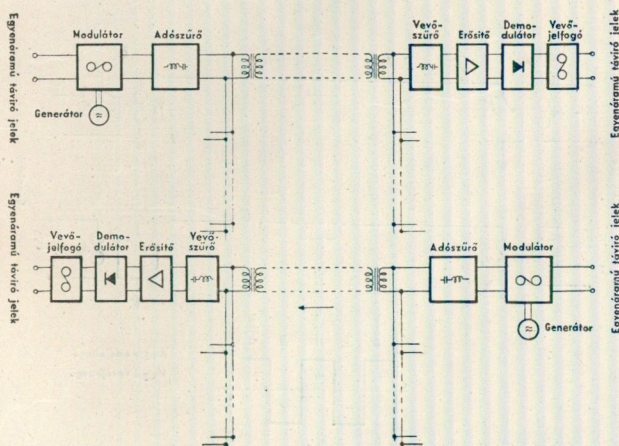 Egyenáramú távíró jelek
Modulátor
Adószűrő
Generátor
Vevő-
szűrő
Erősítő
Demo-
dulátor
Vevő-
jelfogó
Egyenáramú távíró jelek
Egyenáramú távíró jelek
Vevő-
jelfogó
Demo-
dulátor
Erősítő
Vevő-
szűrő
Adószűrő
Modulátor
Generátor
Egyenáramú távíró jelek